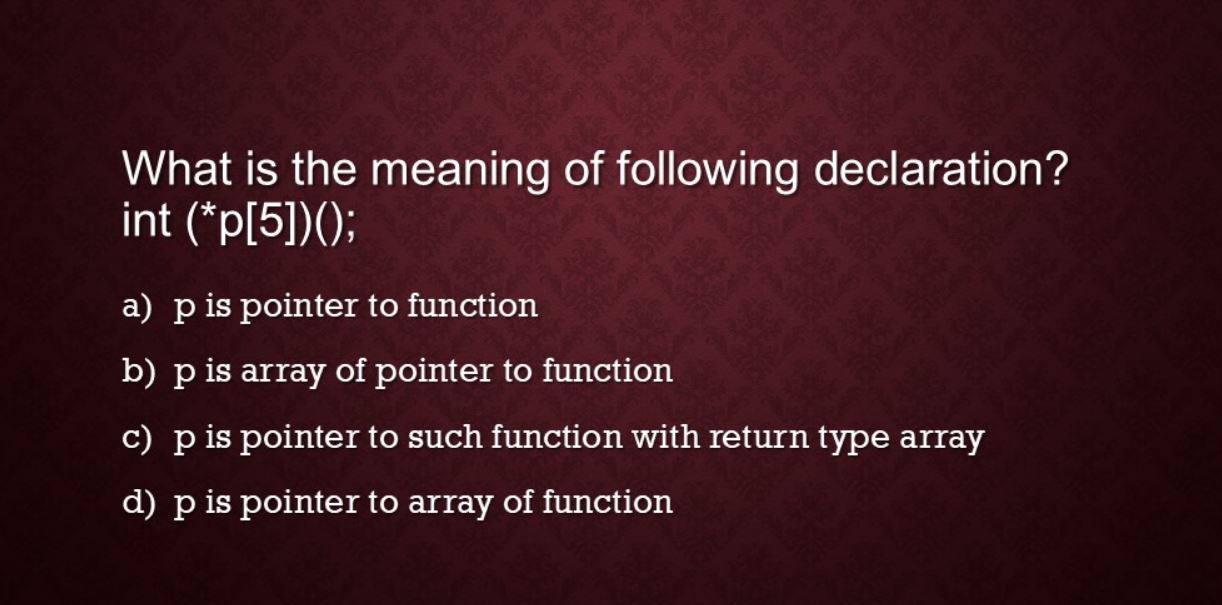 What is the meaning of following declaration?
int (*p[5])();
a) p is pointer to function
b) p is array of pointer to function
c) p is pointer to such function with return type array
d) p is pointer to array of function